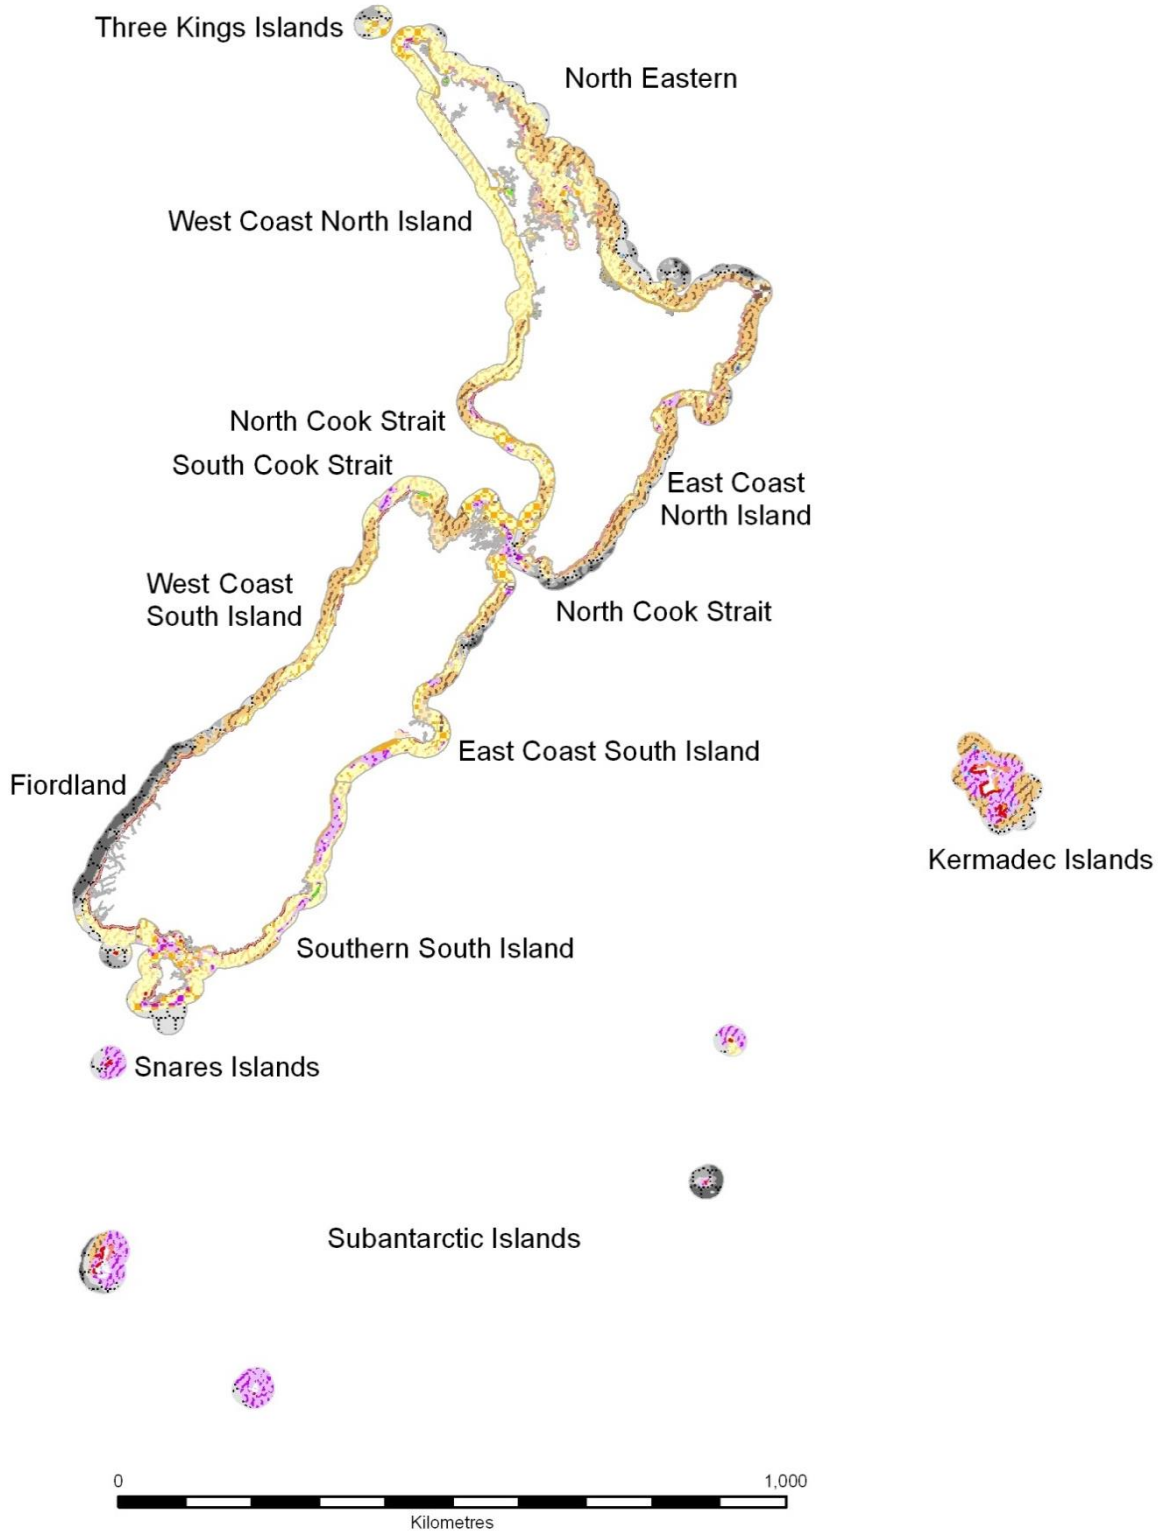 Three Kings Islands
North Eastern
West Coast North Island
North Cook Strait
South Cook Strait
East Coast
North Island
West Coast
South Island
North Cook Strait
East Coast South Island
Fiordland
Kermadec Islands
Southern South Island
Snares Islands
Subantarctic Islands
0
1,000
Kilometres